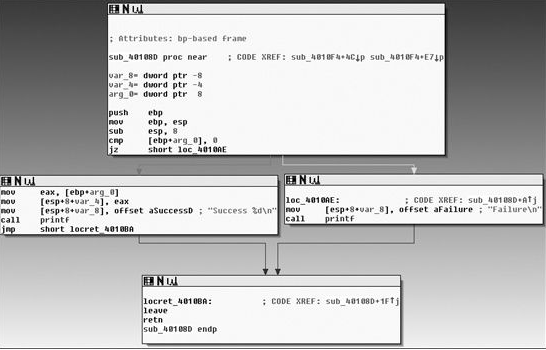 ; Attributes: bp-based frame
sub_40108D proc near ; CODE XREF: sub_4010F4+4C↓p sub_4010F4+E7↓p
var_8= dword ptr -8
var_4= dword ptr -4
arg_0= dword ptr 8
push ebp
mov ebp, esp
sub esp, 8
cmp [ebp+arg_0], 0
jz short loc_4010AE
mov eax, [ebp+arg_0]
mov [esp+8+var_4], eax
mov [esp+8+var_8], offset aSuccessD ; "Success %d\n"
call printf
jmp short locret_4010BA
loc_4010AE: ; CODE XREF: sub_40108D+A↑j
mov [esp+8+var_8], offset aFailure ; "Failure\n"
call printf
locret_4010BA: ; CODE XREF: sub_40108D+1F↑j
leave
retn
sub_40108D endp